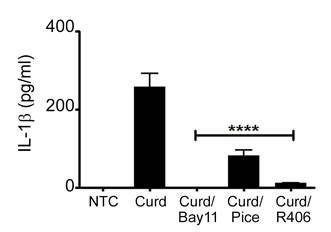 400
200
0
IL-1β (pg/ml)
****
NTC Curd Curd/ Curd/ Curd/
Bay11 Pice R406